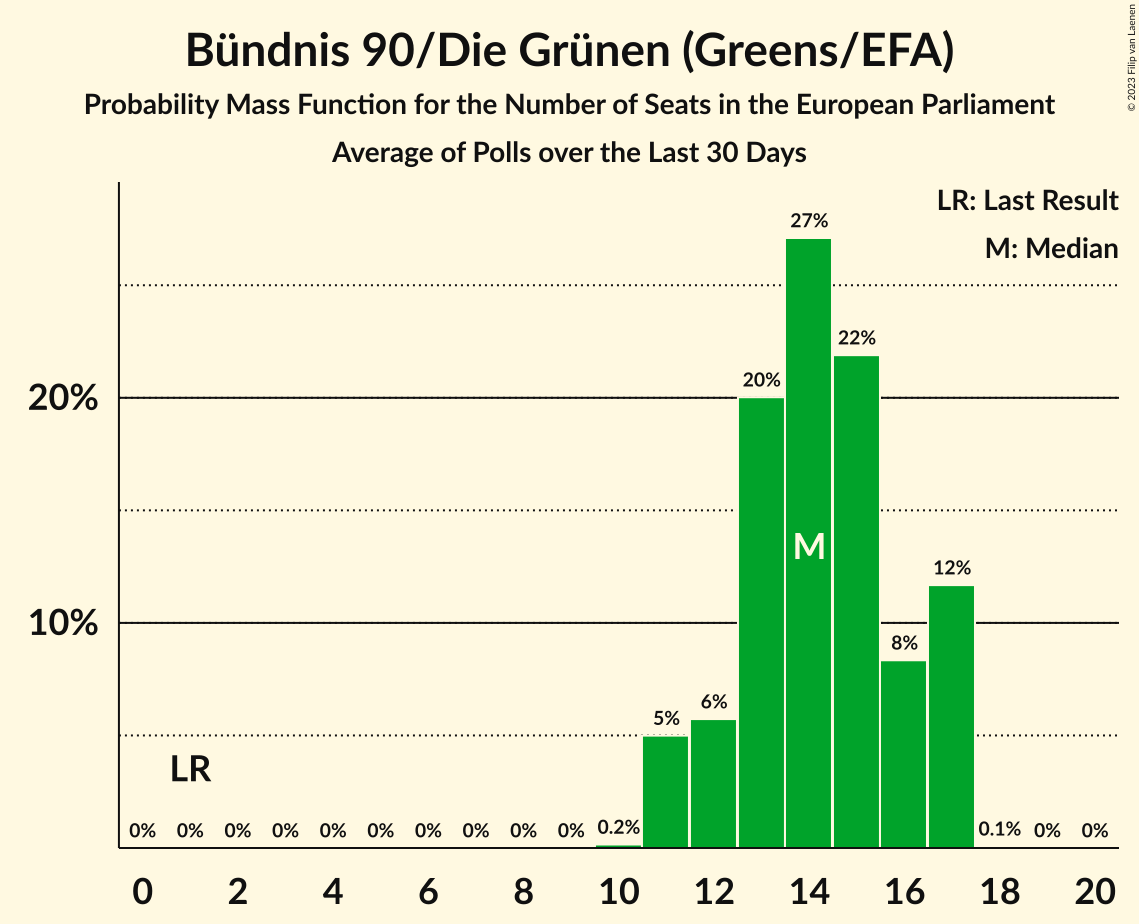 Bündnis 90/Die Grünen (Greens/EFA)
Probability Mass Function for the Number of Seats in the European Parliament
Average of Polls over the Last 30 Days
© 2023 Filip van Laenen
LR: Last Result
M: Median
27%
22%
20%
20%
M
12%
10%
8%
6%
5%
LR
0% 0% 0% 0% 0% 0% 0% 0% 0% 0% 0.2% 0.1% 0% 0%
0 2 4 6 8 10 12 14 16 18 20